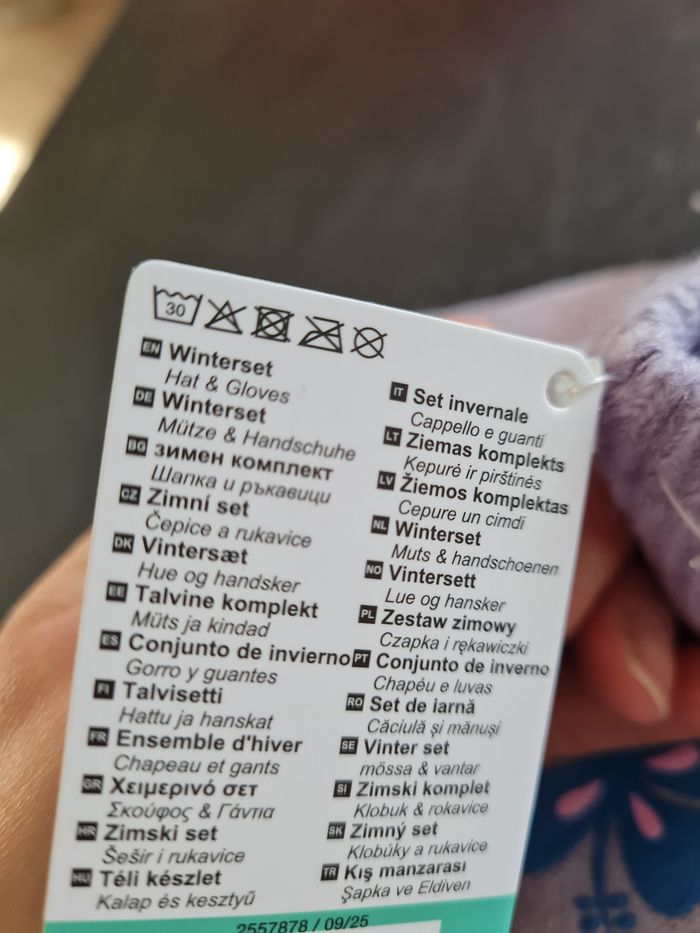 30
EN Winterset
Hat & Gloves
DE Winterset
Mütze & Handschuhe
BG зимен комплект
Шапка и ръкавици
CZ Zimní set
Čepice a rukavice
DK Vintersæt
Hue og handsker
EE Talvine komplekt
Müts ja kindad
ES Conjunto de invierno
Gorro y guantes
FI Talvisetti
Hattu ja hanskat
FR Ensemble d'hiver
Chapeau et gants
GR Χειμερινό σετ
Σκούφος & Γάντια
HR Zimski set
Šešir i rukavice
HU Téli készlet
Kalap és kesztyű
IT Set invernale
Cappello e guanti
LT Ziemas komplekts
Kepurė ir pirštinės
LV Žiemos komplektas
Cepure un cimdi
NL Winterset
Muts & handschoenen
NO Vintersett
Lue og hansker
PL Zestaw zimowy
Czapka i rękawiczki
PT Conjunto de inverno
Chapéu e luvas
RO Set de iarnă
Căciulă și mănuși
SE Vinter set
mössa & vantar
SI Zimski komplet
Klobuk & rokavice
SK Zimný set
Klobúky a rukavice
TR Kış manzarası
Şapka ve Eldiven
2557878 / 09/25